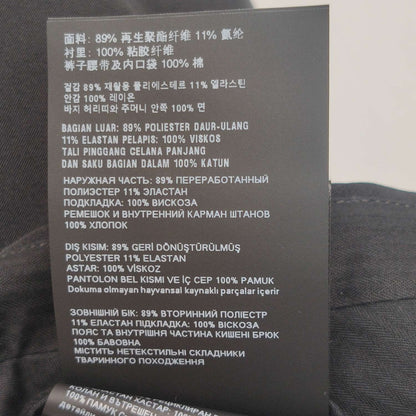 面料: 89% 再生聚酯纤维 11% 氨纶
衬里: 100% 粘胶纤维
裤子腰带及内口袋 100% 棉
겉감 89% 재활용 폴리에스테르 11% 엘라스틴
안감 100% 레이온
바지 허리띠와 주머니 안쪽 100% 면
BAGIAN LUAR: 89% POLIESTER DAUR-ULANG
11% ELASTAN PELAPIS: 100% VISKOS
TALI PINGGANG CELANA PANJANG
DAN SAKU BAGIAN DALAM 100% KATUN
НАРУЖНАЯ ЧАСТЬ: 89% ПЕРЕРАБОТАННЫЙ
ПОЛИЭСТЕР 11% ЭЛАСТАН
ПОДКЛАДКА: 100% ВИСКОЗА
РЕМЕШОК И ВНУТРЕННИЙ КАРМАН ШТАНОВ
100% ХЛОПОК
DIŞ KISIM: 89% GERİ DÖNÜŞTÜRÜLMÜŞ
POLYESTER 11% ELASTAN
ASTAR: 100% VİSKOZ
PANTOLON BEL KISMI VE İÇ CEP 100% PAMUK
Dokuma olmayan hayvansal kaynaklı parçalar içerir
ЗОВНІШНІЙ БІК: 89% ВТОРИННИЙ ПОЛІЕСТР
11% ЕЛАСТАН ПІДКЛАДКА: 100% ВІСКОЗА
ПОЯС ТА ВНУТРІШНЯ ЧАСТИНА КИШЕНІ БРЮК
100% БАВОВНА
МІСТИТЬ НЕТЕКСТИЛЬНІ СКЛАДНИКИ
ТВАРИННОГО ПОХОДЖЕННЯ
ХАСТАР: 100%
КОЛАН И ВЪТРЕШЕН
100% ПАМУК